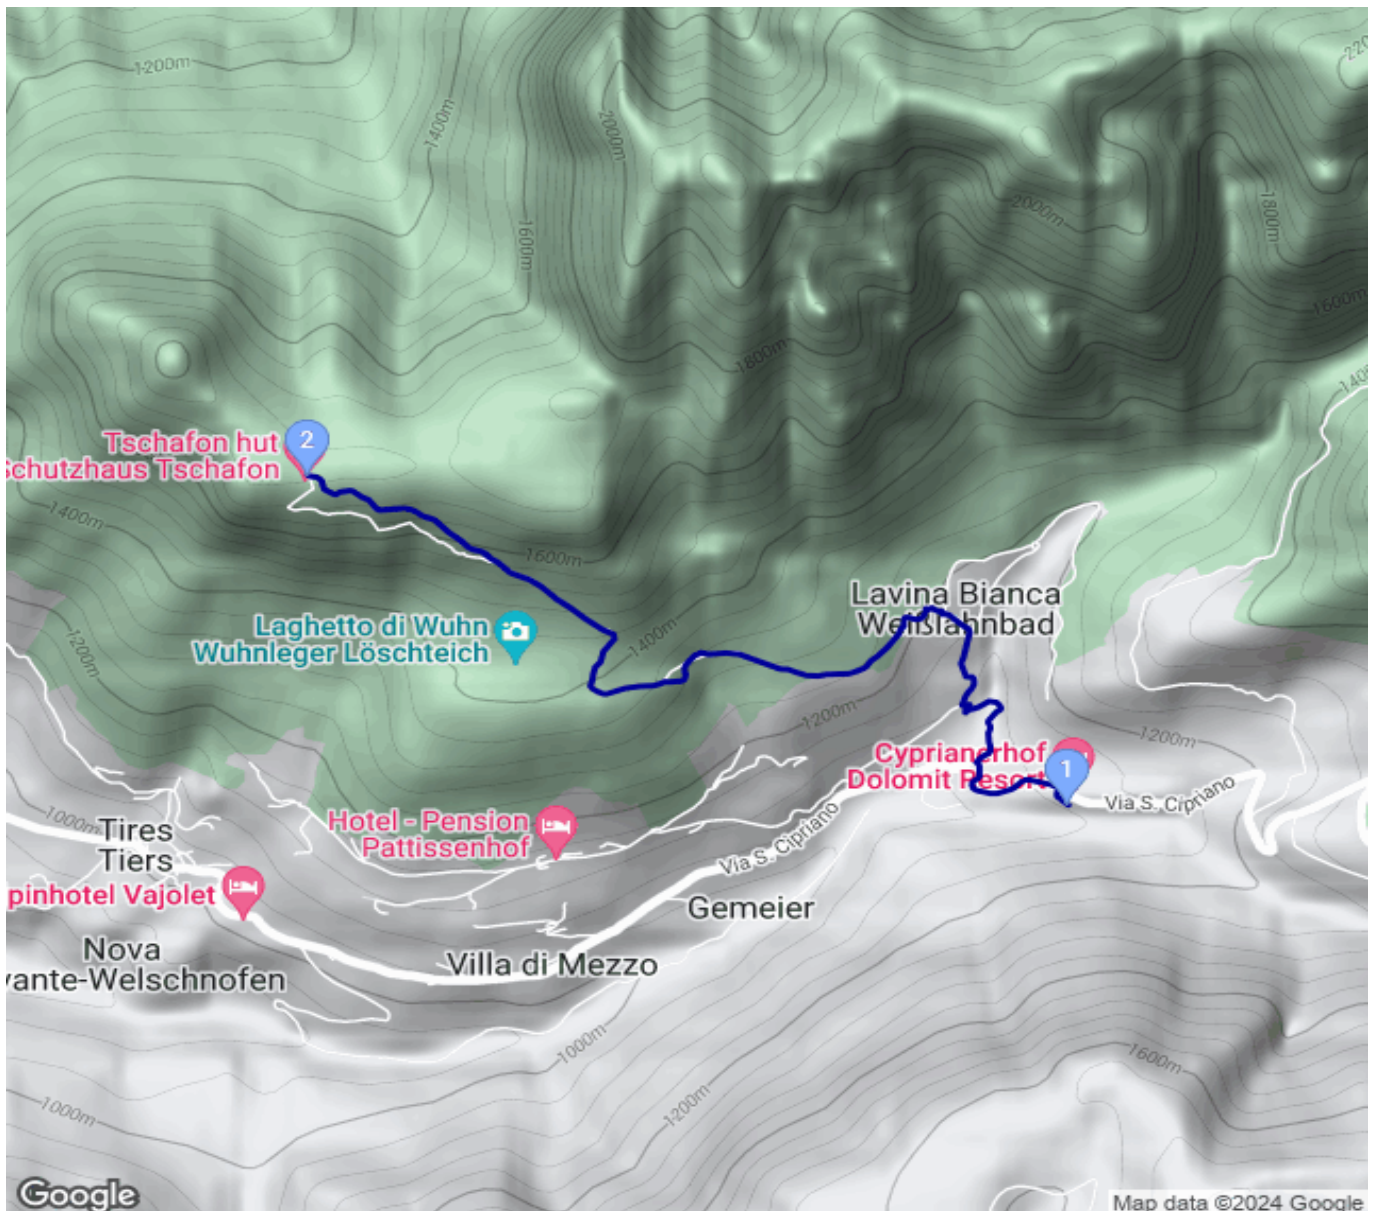 1200m
1400m
2000m
2200
1600m
2000m
1800m
1600m
1800m
1400
Tschafon hut
Schutzhaus Tschafon
2
1400m
1600m
Lavina Bianca
Weißlahnbad
Laghetto di Wuhn
Wuhnleger Löschteich
1400m
1200m
1200m
1200m
Cyprianerhof
Dolomit Resort
1
Via S. Cipriano
1000m
Tires
Tiers
Hotel - Pension
Pattissenhof
Via S. Cipriano
pinhotel Vajolet
Gemeier
Nova
vante-Welschnofen
Villa di Mezzo
1000m
1600m
1000m
1200m
Google
Map data ©2024 Google